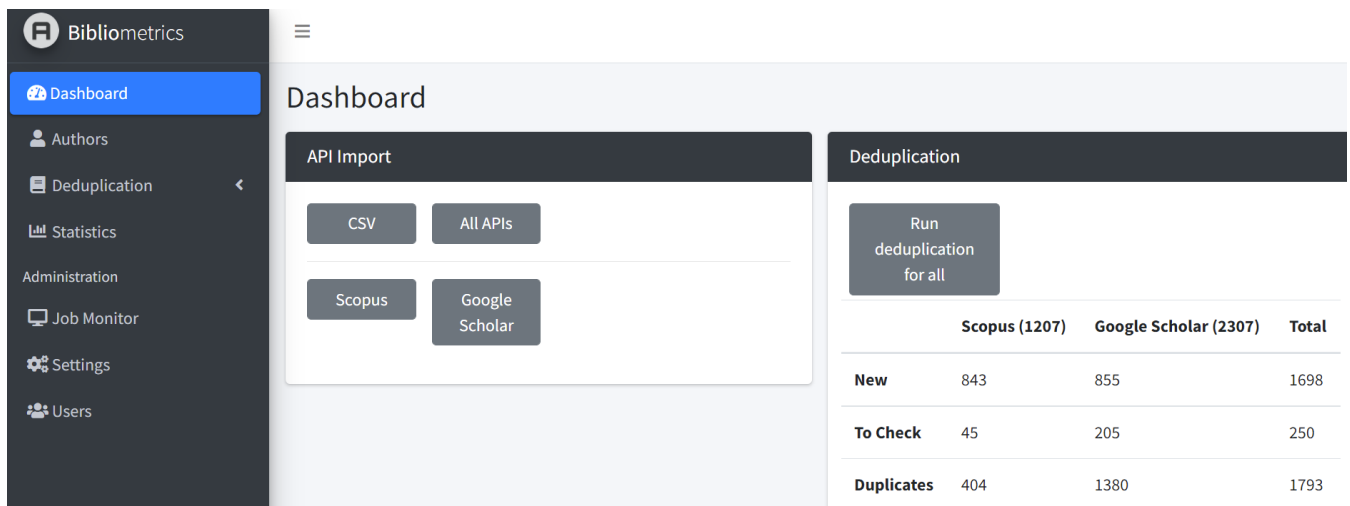 Bibliometrics
Dashboard
Authors
Deduplication
Statistics
Administration
Job Monitor
Settings
Users
Dashboard
API Import
CSV All APIs
Scopus Google
Scholar
Deduplication
Run
deduplication
for all
Scopus (1207) Google Scholar (2307) Total
New 843 855 1698
To Check 45 205 250
Duplicates 404 1380 1793